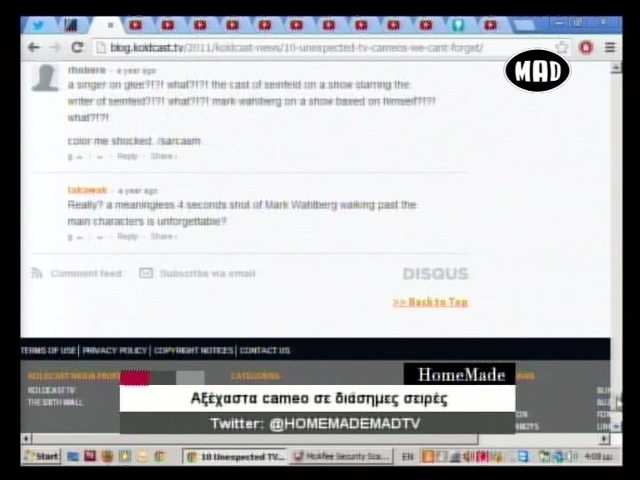 blog.koldcast.tv/2011/koldcast-news/10-unexpected-tv-cameos-we-cant-forget/
MAD
rhobere - a year ago
a singer on glee?!?! what?!?! the cast of seinfeld on a show starring the
writer of seinfeld?!? what?!?! mark wahlberg on a show based on himself?!?!
what?!?!
color me shocked. /sarcasm
Reply Share ›
- a year ago
Really? a meaningless 4 seconds shot of Mark Wahlberg walking past the
main characters is unforgettable?
Reply Share ›
Comment feed Subscribe via email DISQUS
>> Back to Top
TERMS OF USE | PRIVACY POLICY | COPYRIGHT NOTICES | CONTACT US
KOLDCAST MEDIA CATEGORIES
KOLDCAST TV
THE SIXTH WALL
HomeMade
Αξέχαστα cameo σε διάσημες σειρές
Twitter: @HOMEMADEMADTV
Start 10 Unexpected TV... McAfee Security Sca... EN 4:09 μμ